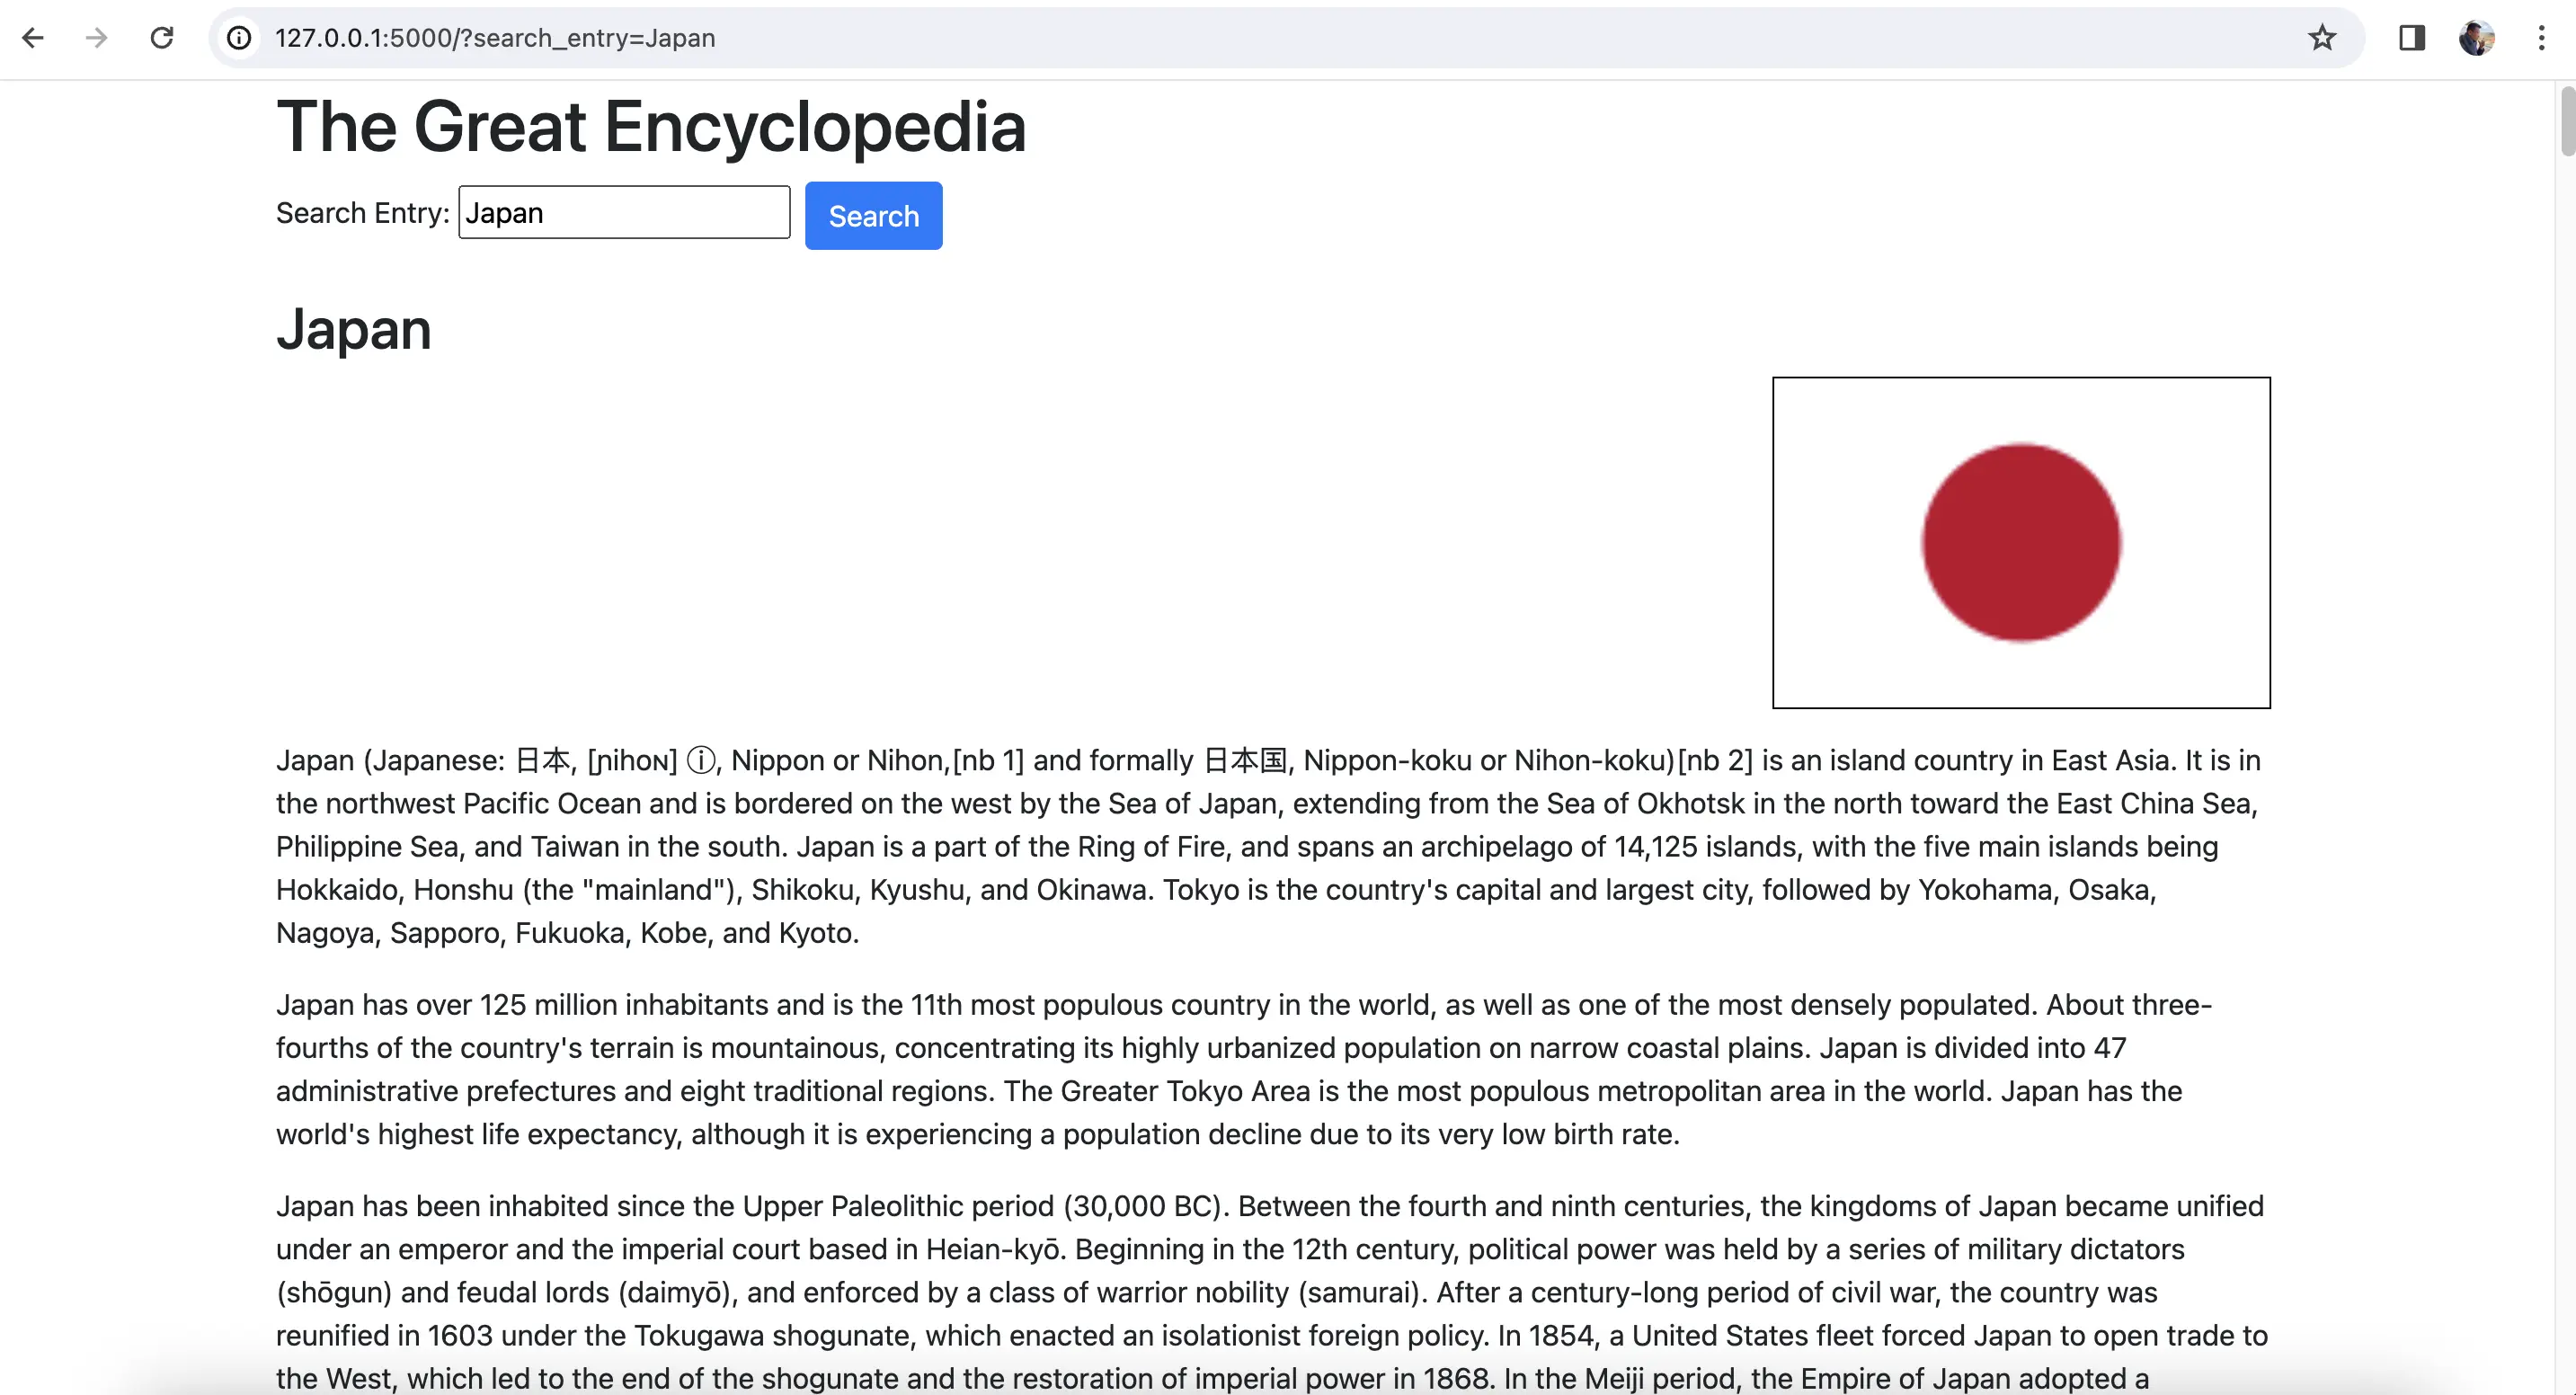 127.0.0.1:5000/?search_entry=Japan
The Great Encyclopedia
Search Entry: Japan Search
Japan
Japan (Japanese: 日本, [ɲihoɴ] ⓘ, Nippon or Nihon,[nb 1] and formally 日本国, Nippon-koku or Nihon-koku)[nb 2] is an island country in East Asia. It is in
the northwest Pacific Ocean and is bordered on the west by the Sea of Japan, extending from the Sea of Okhotsk in the north toward the East China Sea,
Philippine Sea, and Taiwan in the south. Japan is a part of the Ring of Fire, and spans an archipelago of 14,125 islands, with the five main islands being
Hokkaido, Honshu (the "mainland"), Shikoku, Kyushu, and Okinawa. Tokyo is the country's capital and largest city, followed by Yokohama, Osaka,
Nagoya, Sapporo, Fukuoka, Kobe, and Kyoto.
Japan has over 125 million inhabitants and is the 11th most populous country in the world, as well as one of the most densely populated. About three-
fourths of the country's terrain is mountainous, concentrating its highly urbanized population on narrow coastal plains. Japan is divided into 47
administrative prefectures and eight traditional regions. The Greater Tokyo Area is the most populous metropolitan area in the world. Japan has the
world's highest life expectancy, although it is experiencing a population decline due to its very low birth rate.
Japan has been inhabited since the Upper Paleolithic period (30,000 BC). Between the fourth and ninth centuries, the kingdoms of Japan became unified
under an emperor and the imperial court based in Heian-kyō. Beginning in the 12th century, political power was held by a series of military dictators
(shōgun) and feudal lords (daimyō), and enforced by a class of warrior nobility (samurai). After a century-long period of civil war, the country was
reunified in 1603 under the Tokugawa shogunate, which enacted an isolationist foreign policy. In 1854, a United States fleet forced Japan to open trade to
the West, which led to the end of the shogunate and the restoration of imperial power in 1868. In the Meiji period, the Empire of Japan adopted a